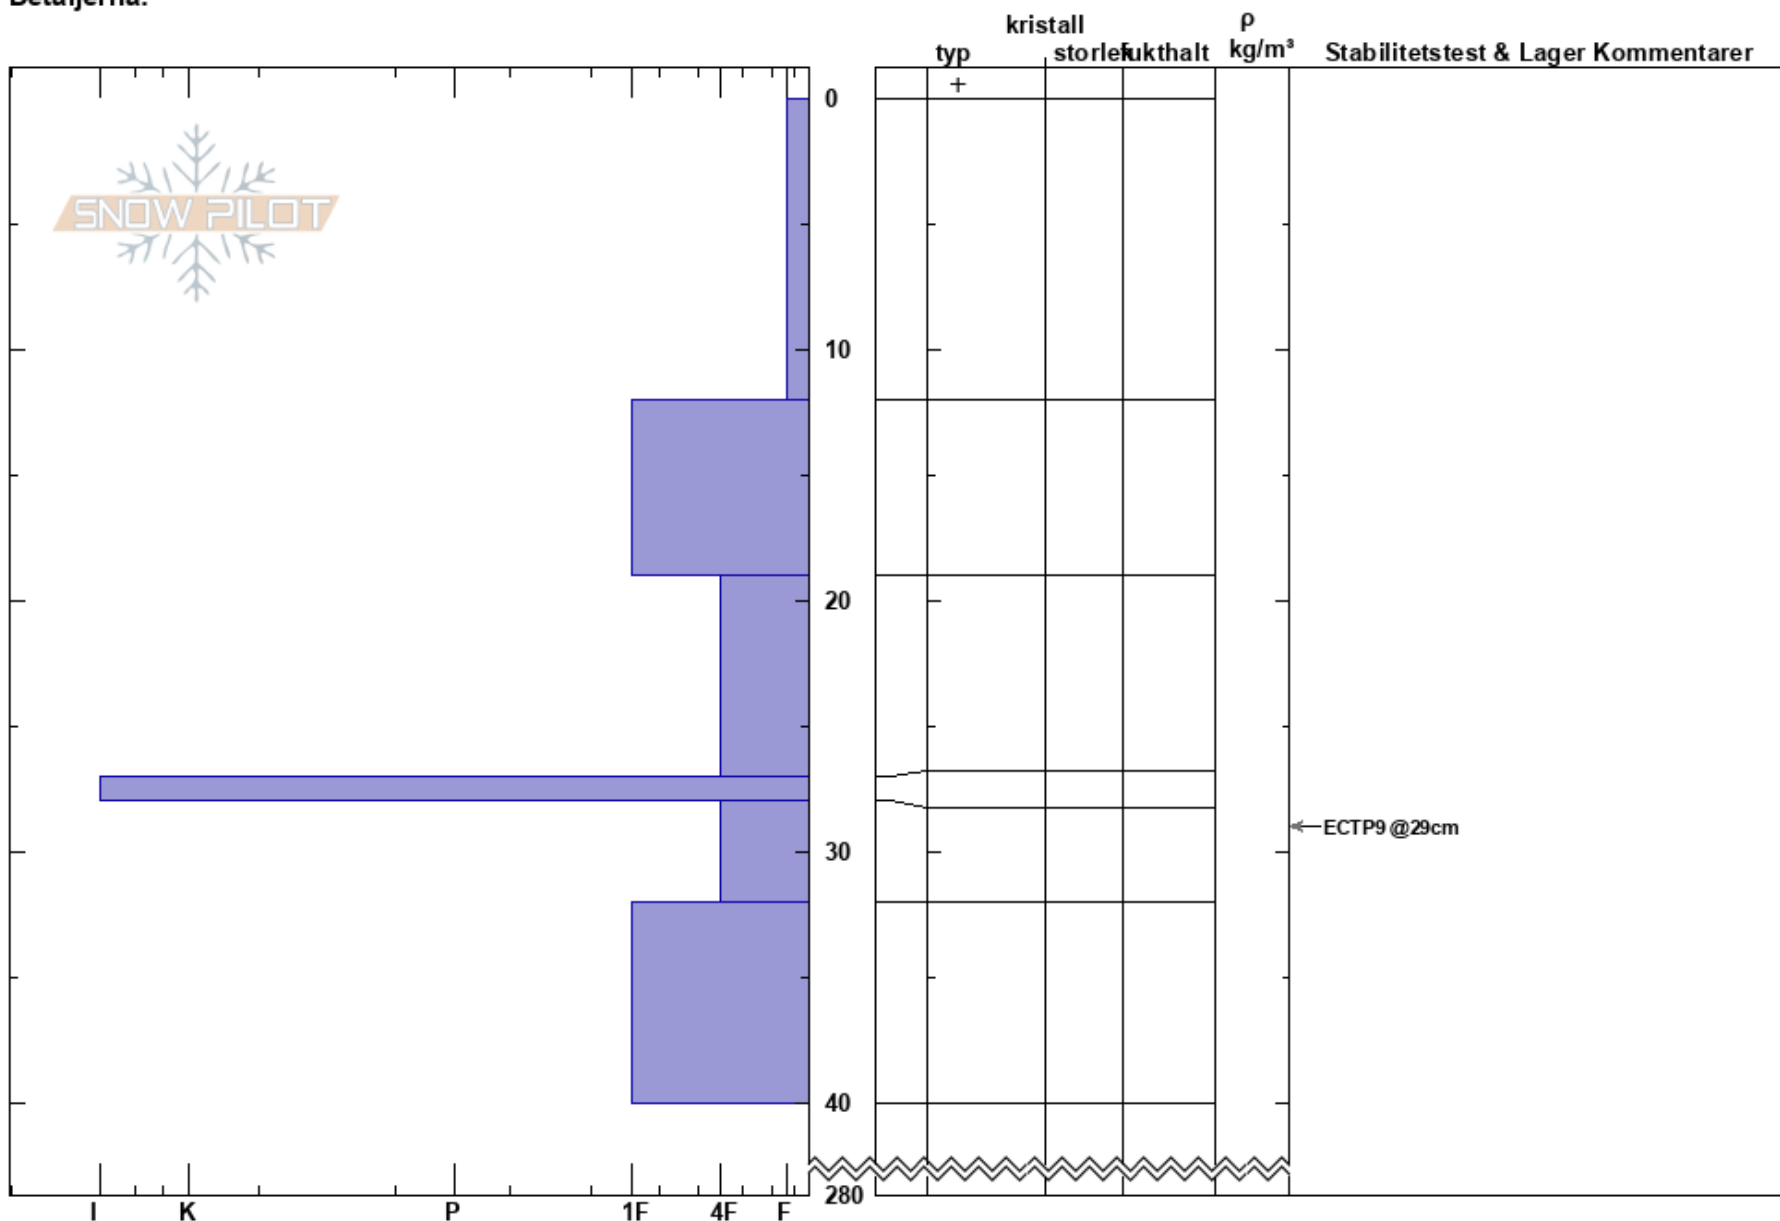 Detaljerna:
kristall ρ
typ storlek fukthalt kg/m³ Stabilitetstest & Lager Kommentarer
+
0
SNOW PILOT
10
20
ECTP9 @29cm
30
40
280
I K P 1F 4F F